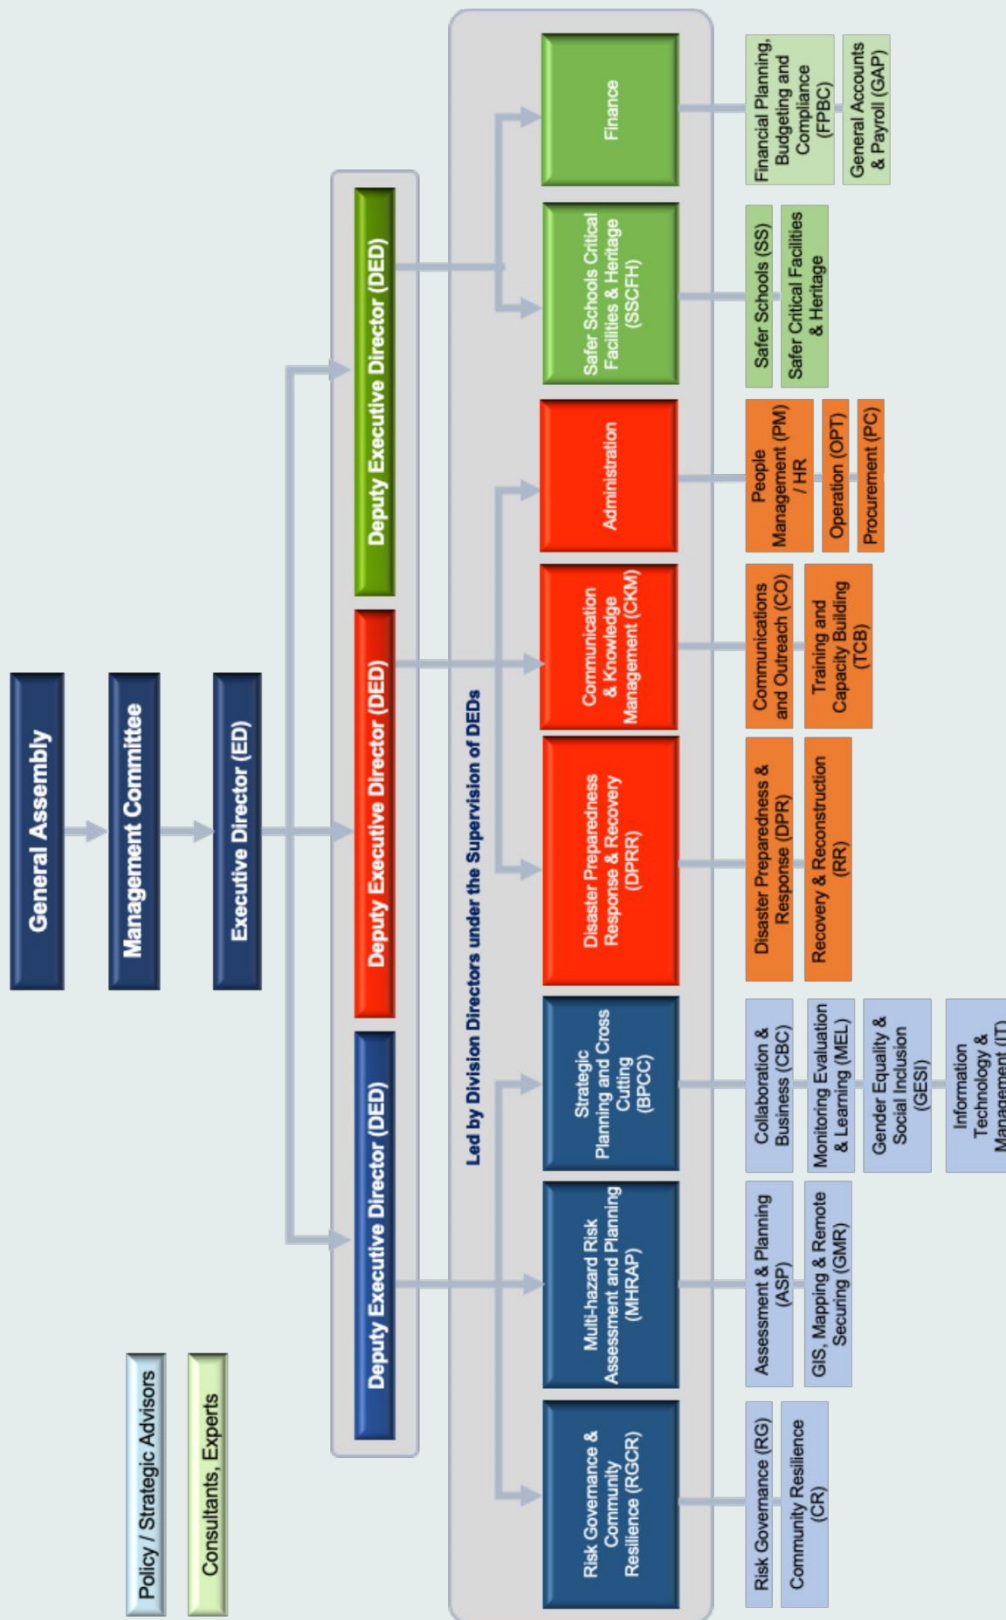 General Assembly
Management Committee
Executive Director (ED)
Policy / Strategic Advisors
Consultants, Experts
Deputy Executive Director (DED)
Deputy Executive Director (DED)
Deputy Executive Director (DED)
Led by Division Directors under the Supervision of DEDs
Risk Governance &
Community
Resilience (RGCR)
Multi-hazard Risk
Assessment and Planning
(MHRAP)
Strategic
Planning and Cross
Cutting
(BPCC)
Disaster Preparedness
Response & Recovery
(DPRR)
Communication
& Knowledge
Management (CKM)
Administration
Safer Schools Critical
Facilities & Heritage
(SSCFH)
Finance
Risk Governance (RG)
Community Resilience
(CR)
Assessment & Planning
(ASP)
GIS, Mapping & Remote
Securing (GMR)
Collaboration &
Business (CBC)
Monitoring Evaluation
& Learning (MEL)
Gender Equality &
Social Inclusion
(GESI)
Information
Technology &
Management (IT)
Disaster Preparedness &
Response (DPR)
Recovery & Reconstruction
(RR)
Communications
and Outreach (CO)
Training and
Capacity Building
(TCB)
People
Management (PM)
/ HR
Operation (OPT)
Procurement (PC)
Safer Schools (SS)
Safer Critical Facilities
& Heritage
Financial Planning,
Budgeting and
Compliance
(FPBC)
General Accounts
& Payroll (GAP)